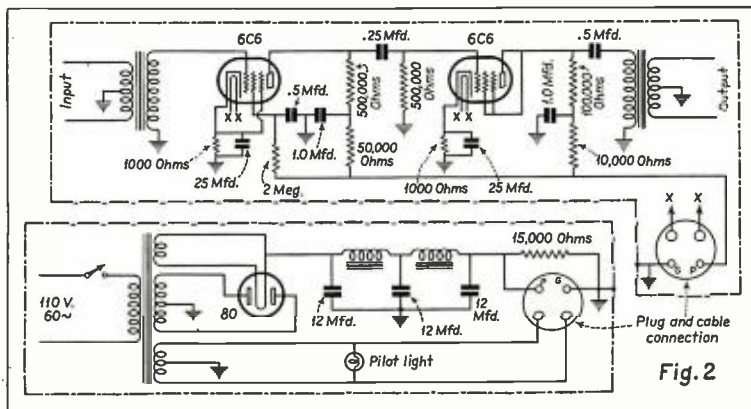 6C6
.25 Mfd.
6C6
.5 Mfd.
Input
X X
.5 Mfd.
1.0 Mfd.
500,000
Ohms
500,000
Ohms
X X
1.0 Mfd.
100,000
Ohms
Output
1000 Ohms
25 Mfd.
2 Meg.
50,000
Ohms
1000 Ohms
25 Mfd.
10,000
Ohms
X X
S P
110 V.
60~
80
12 Mfd.
12 Mfd.
12
Mfd.
15,000 Ohms
G
Pilot light
Plug and cable
connection
Fig. 2